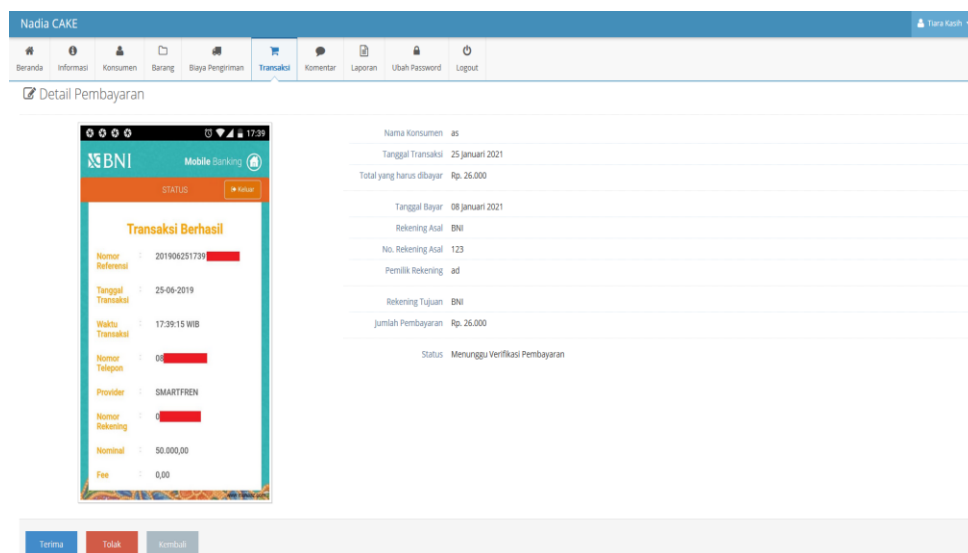 Nadia CAKE
Tiara Kasih
Beranda Informasi Konsumen Barang Biaya Pengiriman Transaksi Komentar Laporan Ubah Password Logout
Detail Pembayaran
17:39
BNI Mobile Banking
STATUS Keluar
Transaksi Berhasil
Nomor Referensi : 201906251739
Tanggal Transaksi : 25-06-2019
Waktu Transaksi : 17:39:15 WIB
Nomor Telepon : 08
Provider : SMARTFREN
Nomor Rekening : 0
Nominal : 50.000,00
Fee : 0,00
Nama Konsumen as
Tanggal Transaksi 25 Januari 2021
Total yang harus dibayar Rp. 26.000
Tanggal Bayar 08 Januari 2021
Rekening Asal BNI
No. Rekening Asal 123
Pemilik Rekening ad
Rekening Tujuan BNI
Jumlah Pembayaran Rp. 26.000
Status Menunggu Verifikasi Pembayaran
Terima Tolak Kembali